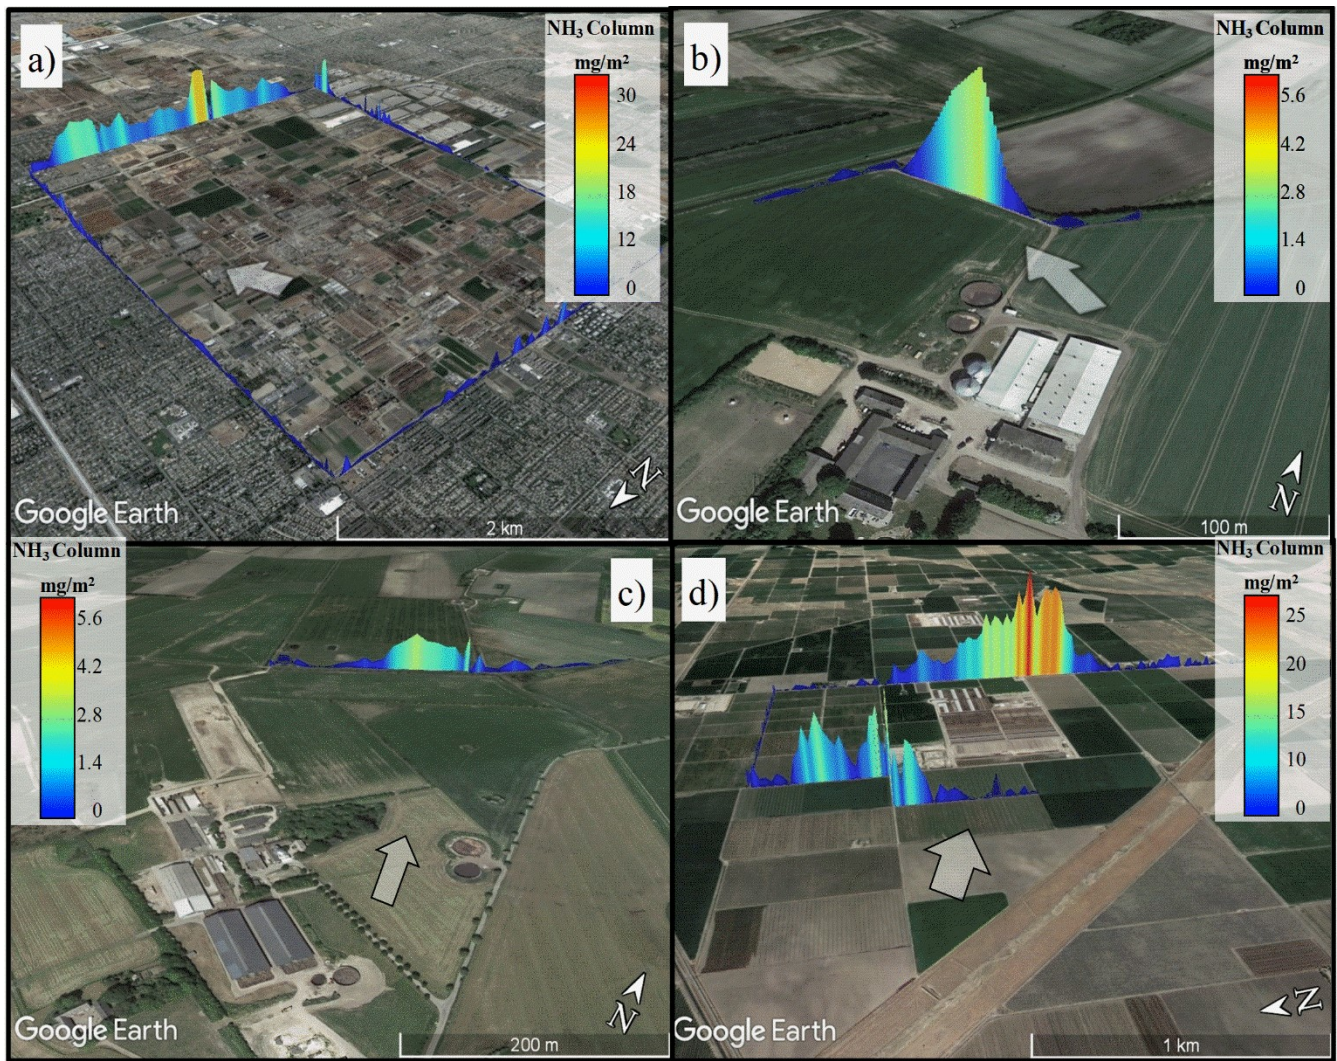 a)
NH₃ Column
mg/m²
30
24
18
12
6
0
N
Google Earth
2 km
b)
NH₃ Column
mg/m²
5.6
4.2
2.8
1.4
0
N
Google Earth
100 m
NH₃ Column
mg/m²
5.6
4.2
2.8
1.4
0
c)
N
Google Earth
200 m
d)
NH₃ Column
mg/m²
25
20
15
10
0
N
Google Earth
1 km